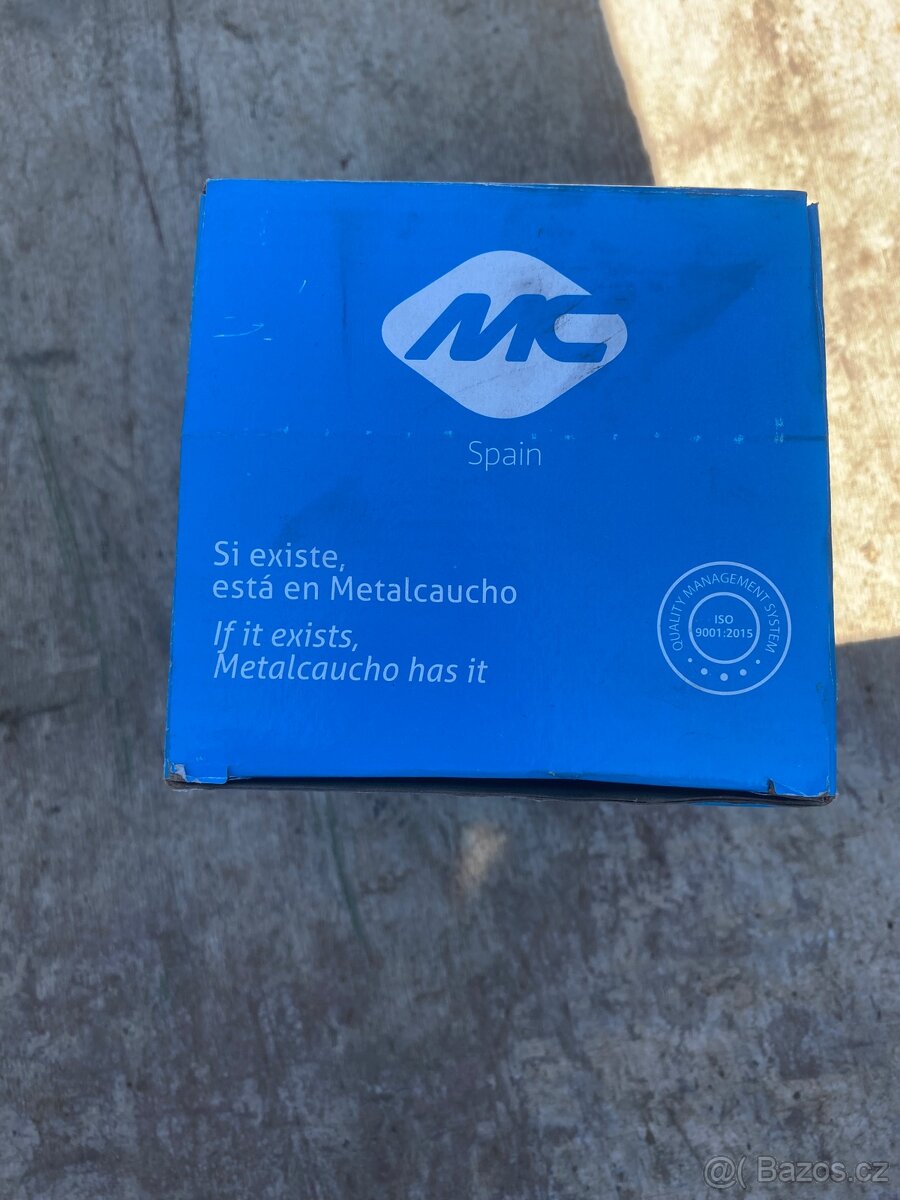 MC
Spain
Si existe,
está en Metalcaucho
If it exists,
Metalcaucho has it
QUALITY MANAGEMENT SYSTEM
ISO
9001:2015
@( Bazos.cz